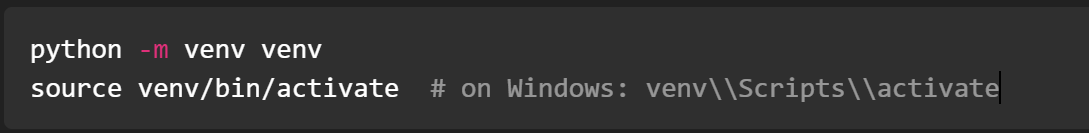 python -m venv venv
source venv/bin/activate  # on Windows: venv\\Scripts\\activate